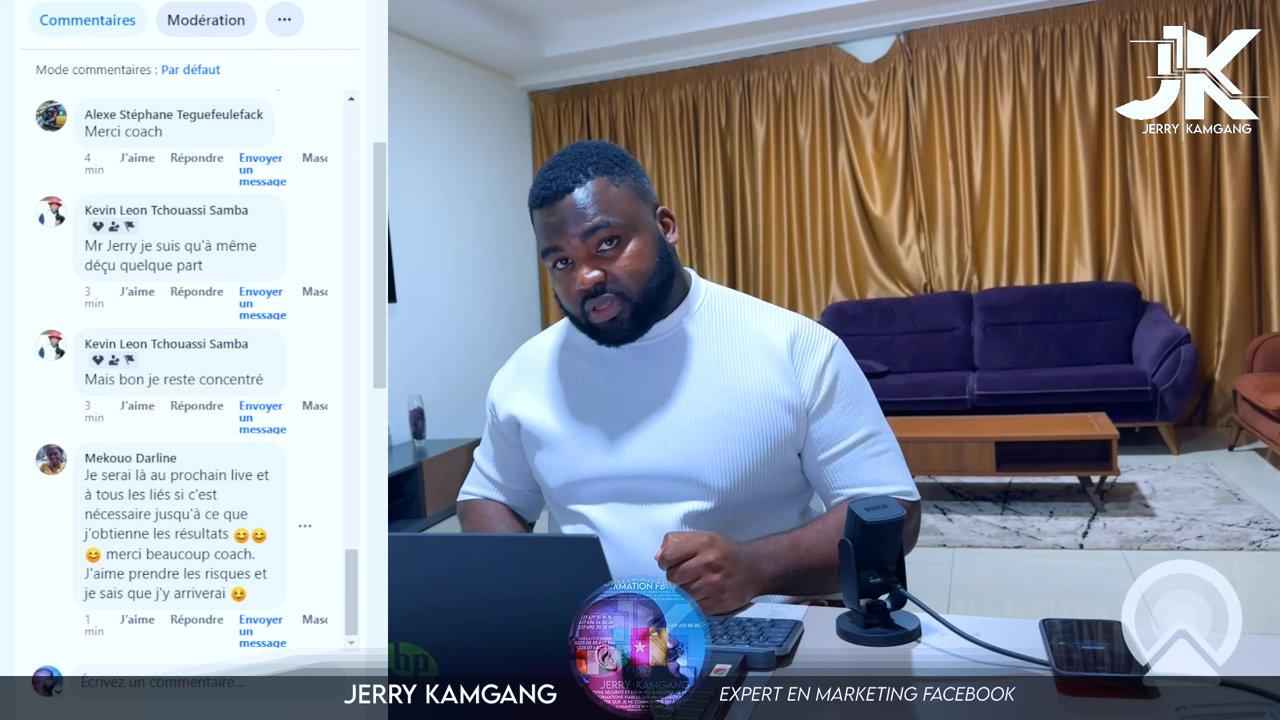 Commentaires
Modération
Mode commentaires : Par défaut
Alexe Stéphane Teguefeulefack
Merci coach
4 min J'aime Répondre Envoyer un message
Kevin Leon Tchouassi Samba
Mr Jerry je suis qu'à même
déçu quelque part
3 min J'aime Répondre Envoyer un message
Kevin Leon Tchouassi Samba
Mais bon je reste concentré
3 min J'aime Répondre Envoyer un message
Mekouo Darline
Je serai là au prochain live et
à tous les liés si c'est
nécessaire jusqu'à ce que
j'obtienne les résultats 😊😊
😊 merci beaucoup coach.
J'aime prendre les risques et
je sais que j'y arriverai 😊
1 min J'aime Répondre Envoyer un message
Écrivez un commentaire...
JK
JERRY KAMGANG
RODE
hp
JERRY KAMGANG
EXPERT EN MARKETING FACEBOOK